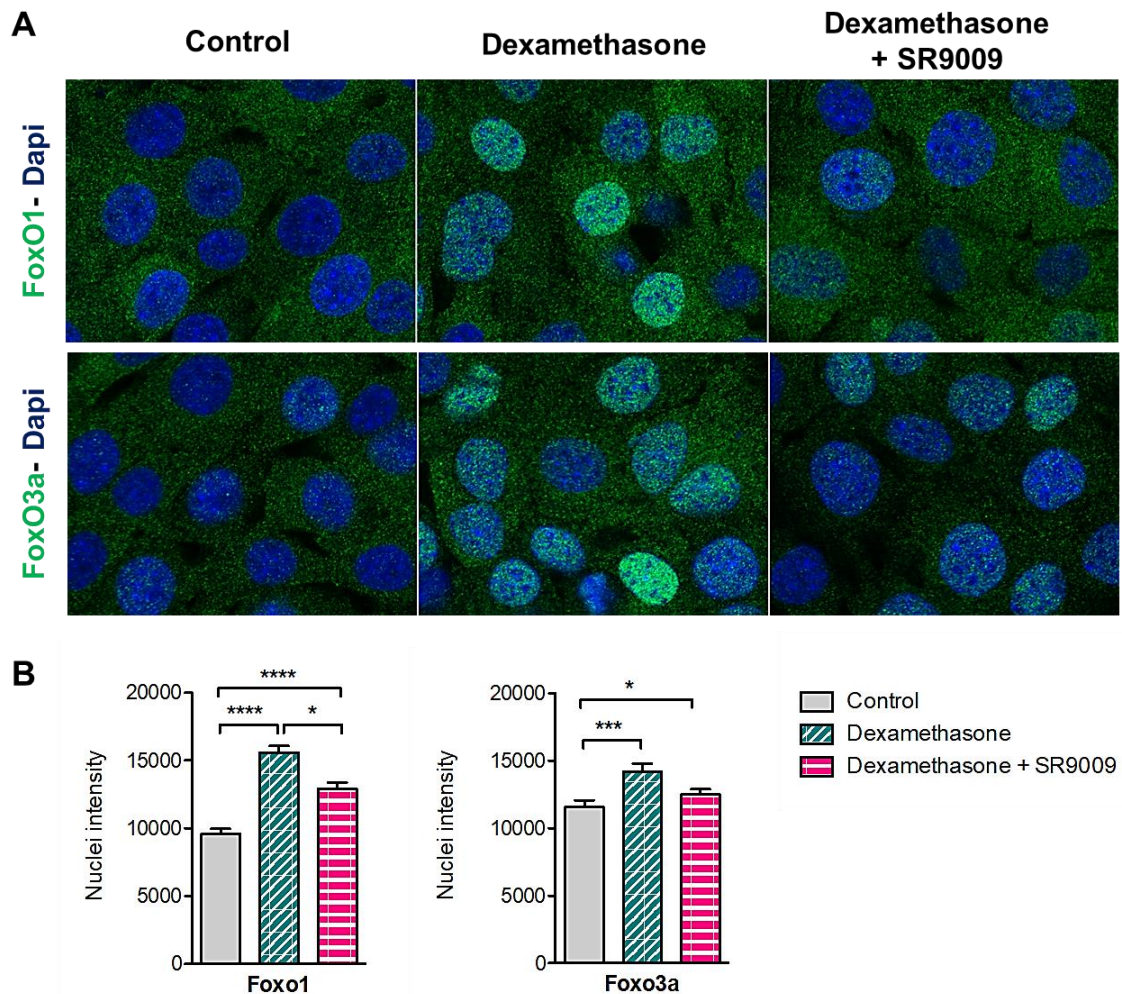 A
Control
Dexamethasone
Dexamethasone
+ SR9009
FoxO1- Dapi
FoxO3a- Dapi
B
20000
15000
10000
5000
0
Nuclei intensity
****
****
*
Foxo1
20000
15000
10000
5000
0
Nuclei intensity
*
***
Foxo3a
Control
Dexamethasone
Dexamethasone + SR9009